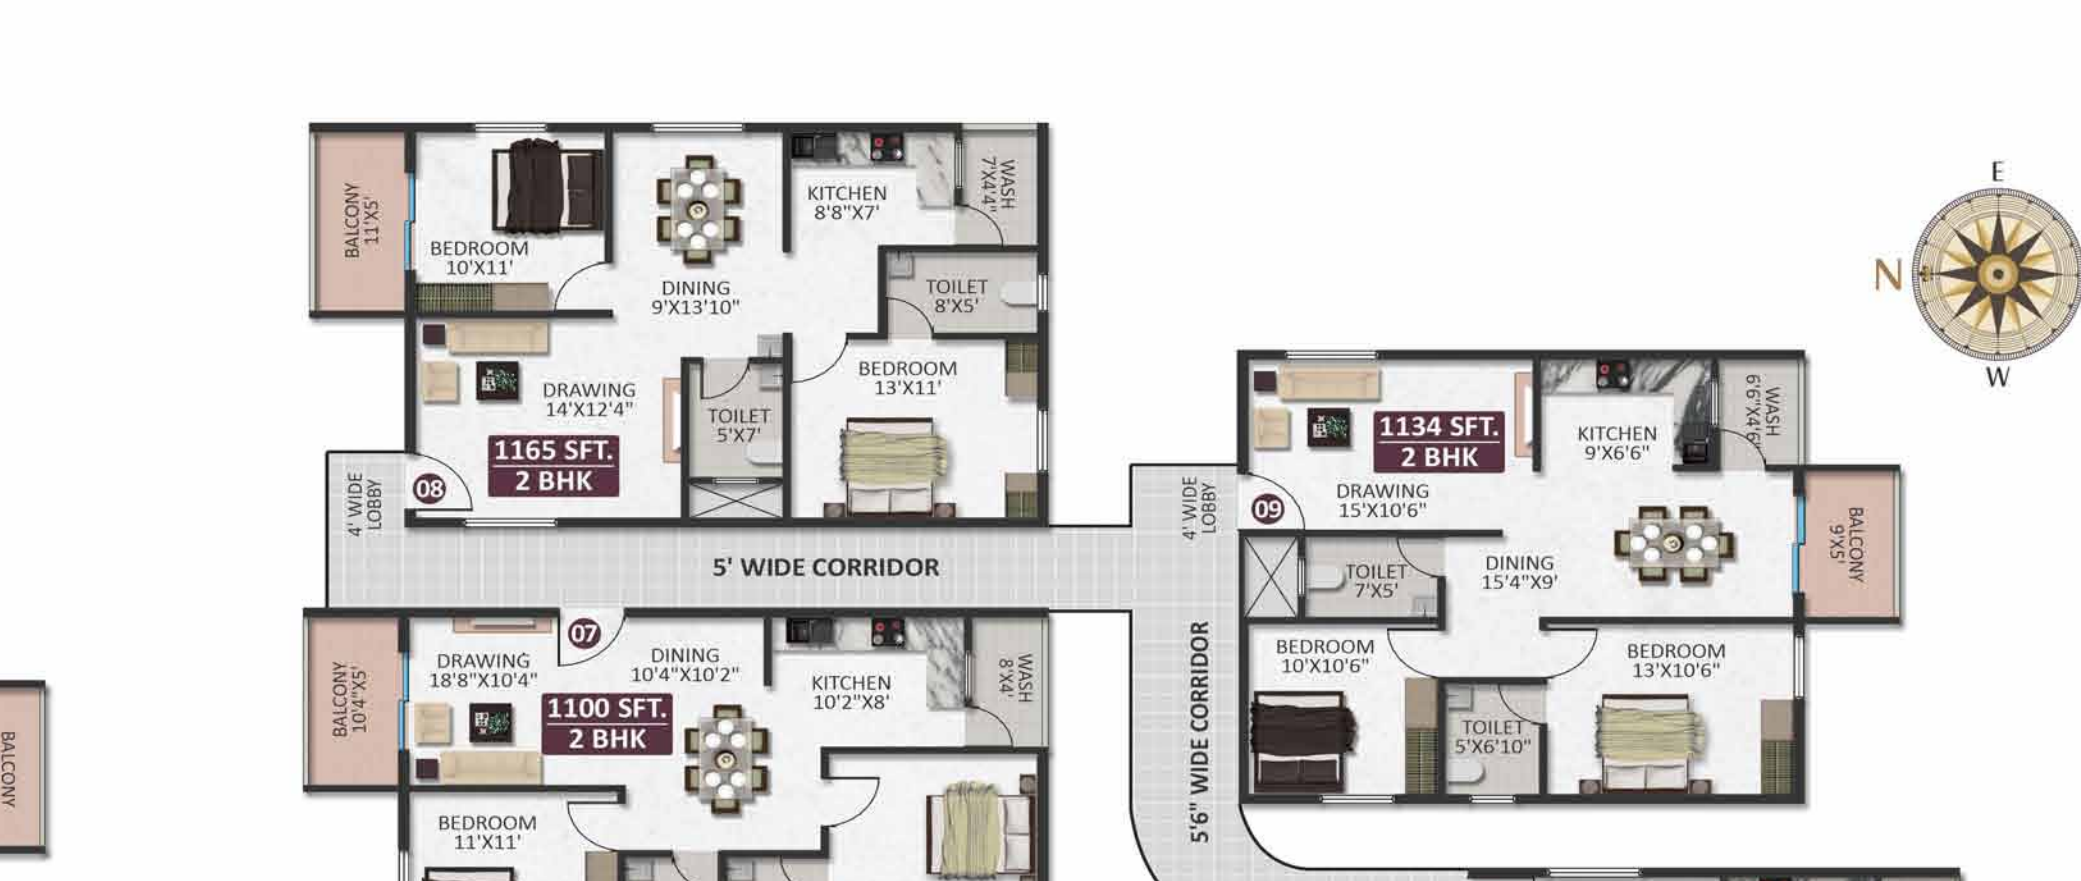 BALCONY
11'X5'
BEDROOM
10'X11'
DINING
9'X13'10"
KITCHEN
8'8"X7'
WASH
7'X4'4"
TOILET
8'X5'
BEDROOM
13'X11'
DRAWING
14'X12'4"
TOILET
5'X7'
1165 SFT.
2 BHK
08
4' WIDE
LOBBY
5' WIDE CORRIDOR
E
N
W
1134 SFT.
2 BHK
DRAWING
15'X10'6"
KITCHEN
9'X6'6"
WASH
6'6"X4'6"
09
4' WIDE
LOBBY
TOILET
7'X5'
DINING
15'4"X9'
BALCONY
9'X5'
BEDROOM
10'X10'6"
BEDROOM
13'X10'6"
TOILET
5'X6'10"
5'6" WIDE CORRIDOR
07
BALCONY
10'4"X5'
DRAWING
18'8"X10'4"
DINING
10'4"X10'2"
KITCHEN
10'2"X8'
WASH
8'X4'
1100 SFT.
2 BHK
BEDROOM
11'X11'
BALCONY